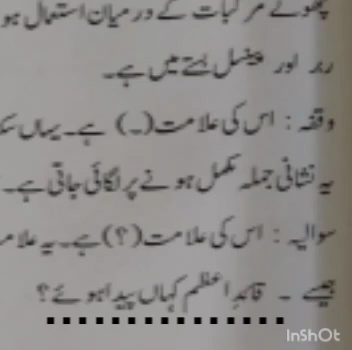 چھوٹے مرکبات کے درمیان استعمال ہو
ربر اور پینسل بستے میں ہے۔
وقفہ : اس کی علامت (۔) ہے۔ یہاں سک
یہ نشانی جملہ مکمل ہونے پر لگائی جاتی ہے۔
سوالیہ : اس کی علامت (؟) ہے۔ یہ علام
جیسے ۔ قائدِاعظم کہاں پیدا ہوئے؟
InShOt